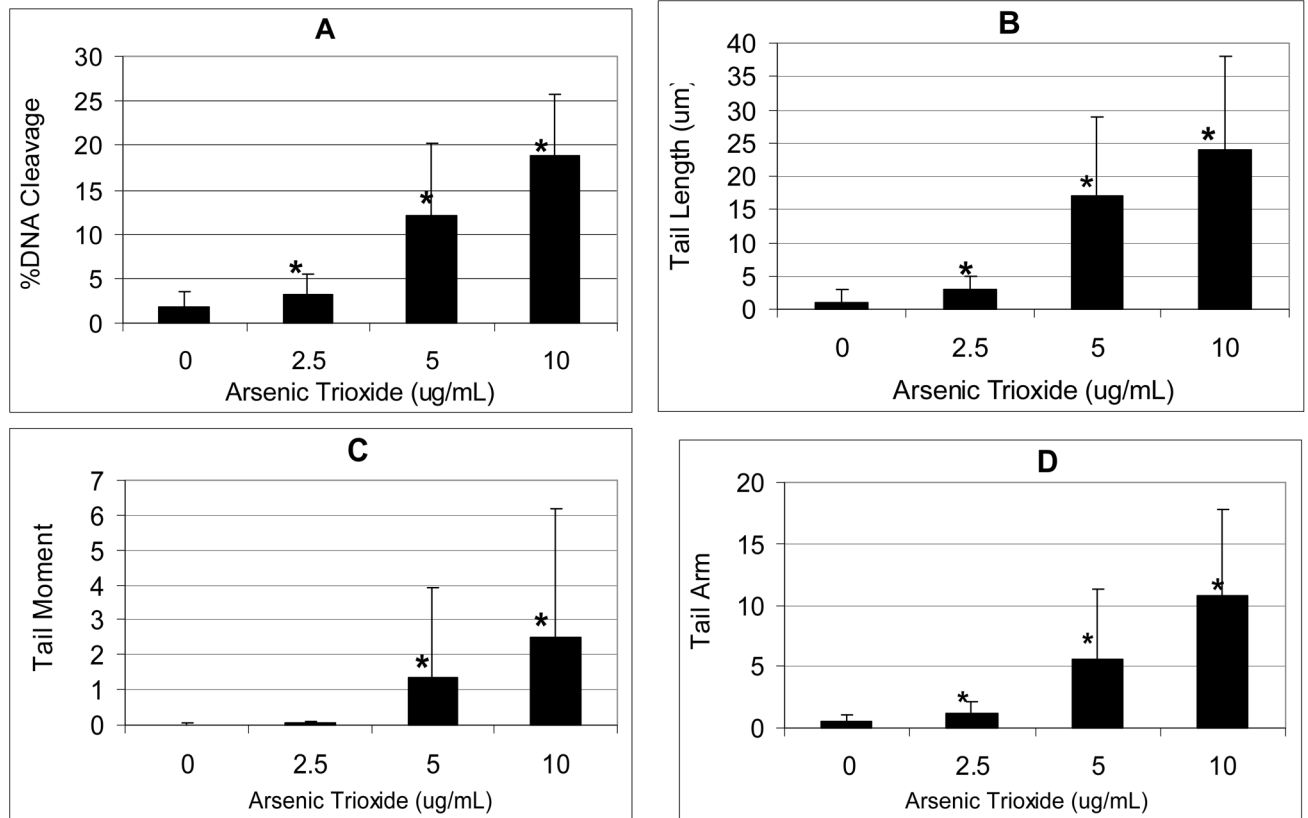 A
30
25
20
15
10
5
0
%DNA Cleavage
*
*
*
0 2.5 5 10
Arsenic Trioxide (ug/mL)
B
40
35
30
25
20
15
10
5
0
Tail Length (um)
*
*
*
0 2.5 5 10
Arsenic Trioxide (ug/mL)
C
7
6
5
4
3
2
1
0
Tail Moment
*
*
0 2.5 5 10
Arsenic Trioxide (ug/mL)
D
20
15
10
5
0
Tail Arm
*
*
*
0 2.5 5 10
Arsenic Trioxide (ug/mL)